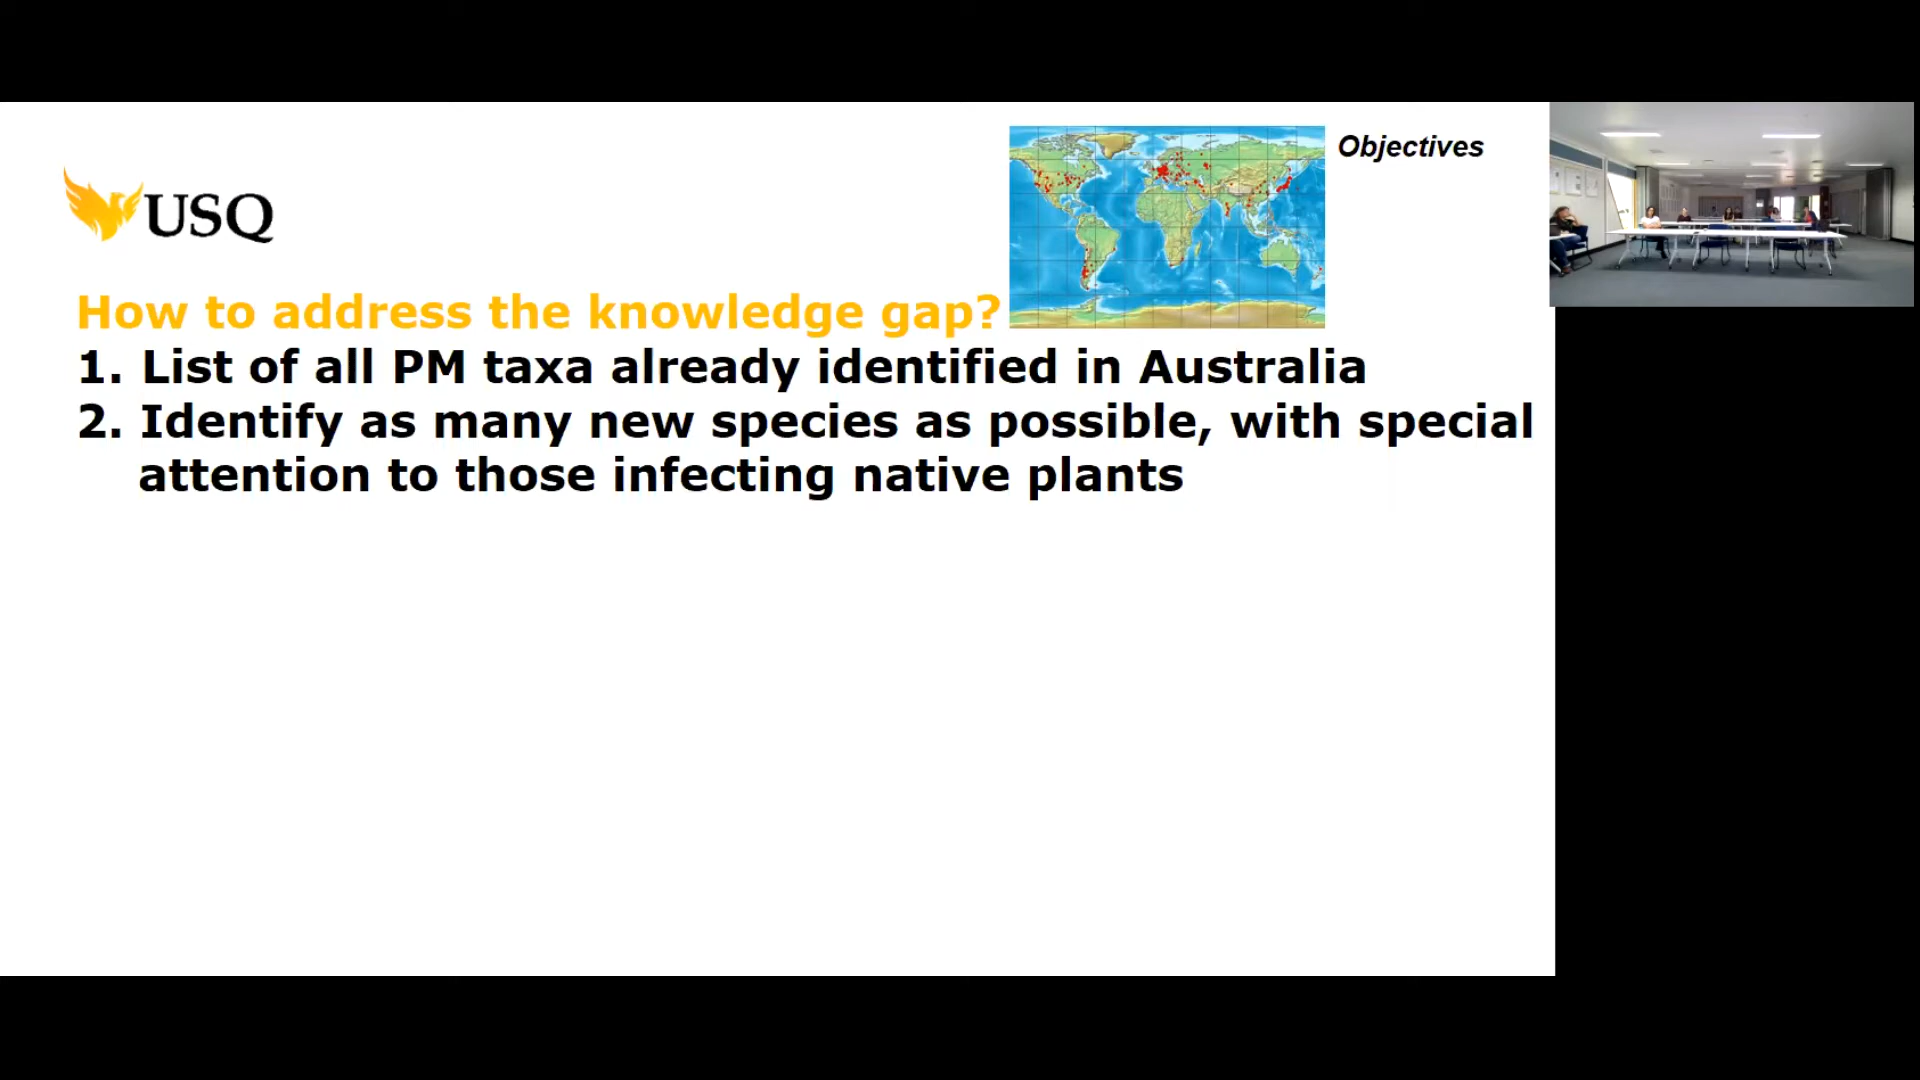 Objectives
USQ
How to address the knowledge gap?
1. List of all PM taxa already identified in Australia
2. Identify as many new species as possible, with special
attention to those infecting native plants